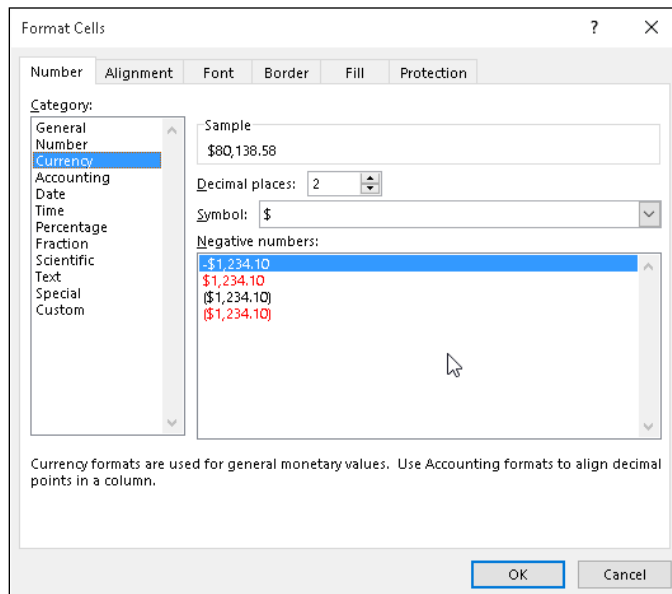 Format Cells ?
Number Alignment Font Border Fill Protection
Category:
General
Number
Currency
Accounting
Date
Time
Percentage
Fraction
Scientific
Text
Special
Custom
Sample
$80,138.58
Decimal places: 2
Symbol: $
Negative numbers:
-$1,234.10
$1,234.10
($1,234.10)
($1,234.10)
Currency formats are used for general monetary values. Use Accounting formats to align decimal
points in a column.
OK Cancel